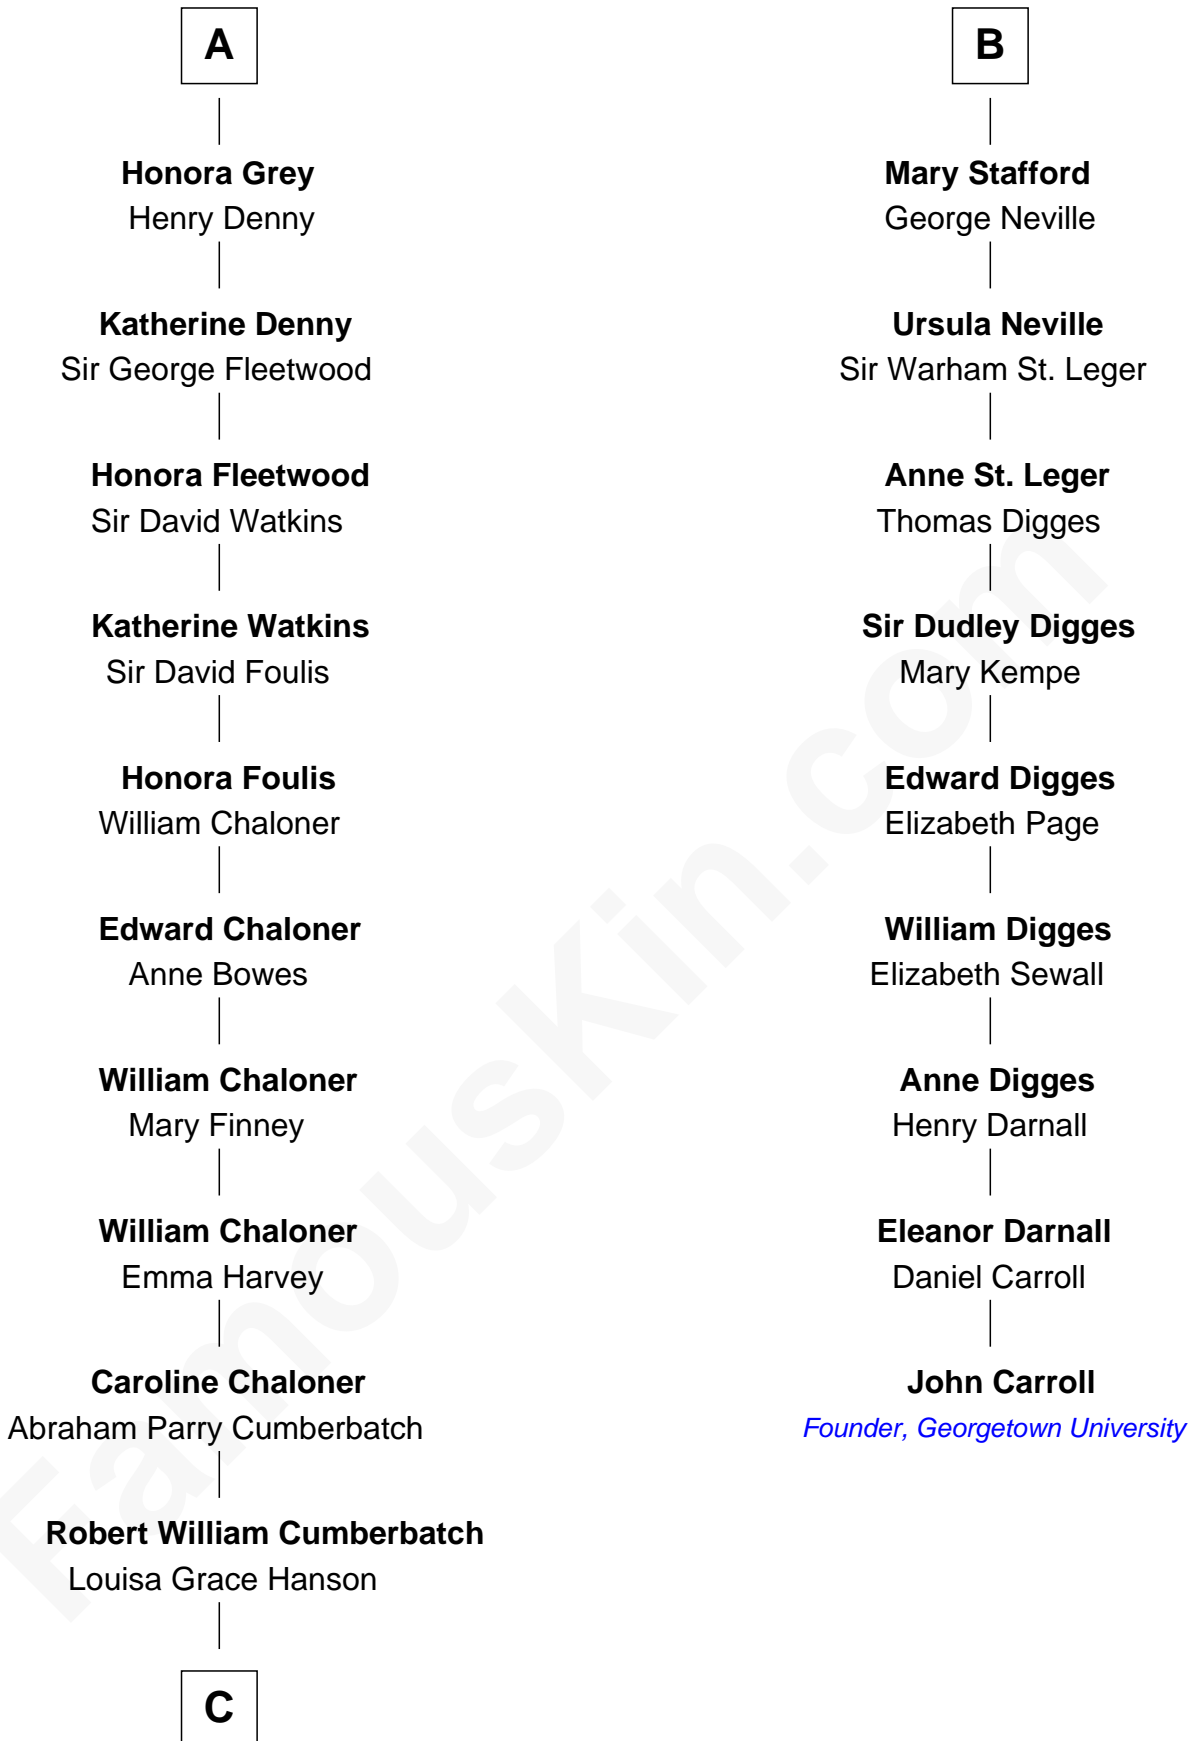 A
Honora Grey
Henry Denny
Katherine Denny
Sir George Fleetwood
Honora Fleetwood
Sir David Watkins
Katherine Watkins
Sir David Foulis
Honora Foulis
William Chaloner
Edward Chaloner
Anne Bowes
William Chaloner
Mary Finney
William Chaloner
Emma Harvey
Caroline Chaloner
Abraham Parry Cumberbatch
Robert William Cumberbatch
Louisa Grace Hanson
C
B
Mary Stafford
George Neville
Ursula Neville
Sir Warham St. Leger
Anne St. Leger
Thomas Digges
Sir Dudley Digges
Mary Kempe
Edward Digges
Elizabeth Page
William Digges
Elizabeth Sewall
Anne Digges
Henry Darnall
Eleanor Darnall
Daniel Carroll
John Carroll
Founder, Georgetown University
FamousKin.com